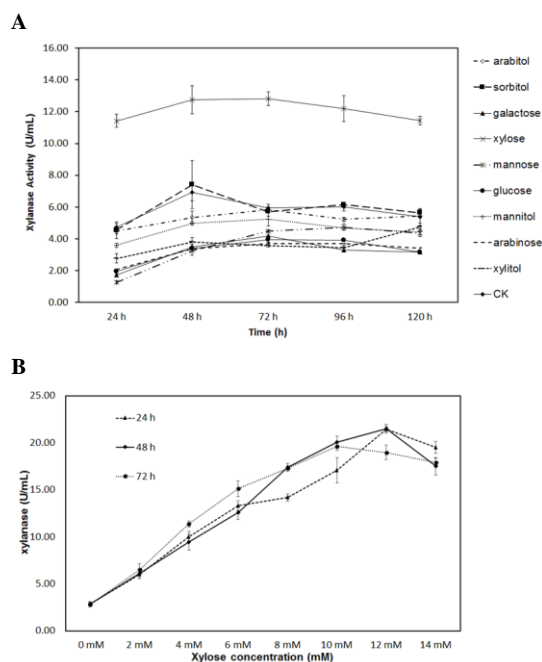 A
16.00
14.00
12.00
10.00
8.00
6.00
4.00
2.00
0.00
Xylanase Activity (U/mL)
24 h 48 h 72 h 96 h 120 h
Time (h)
arabitol
sorbitol
galactose
xylose
mannose
glucose
mannitol
arabinose
xylitol
CK
B
25.00
20.00
15.00
10.00
5.00
0.00
xylanase (U/mL)
24 h
48 h
72 h
0 mM 2 mM 4 mM 6 mM 8 mM 10 mM 12 mM 14 mM
Xylose concentration (mM)